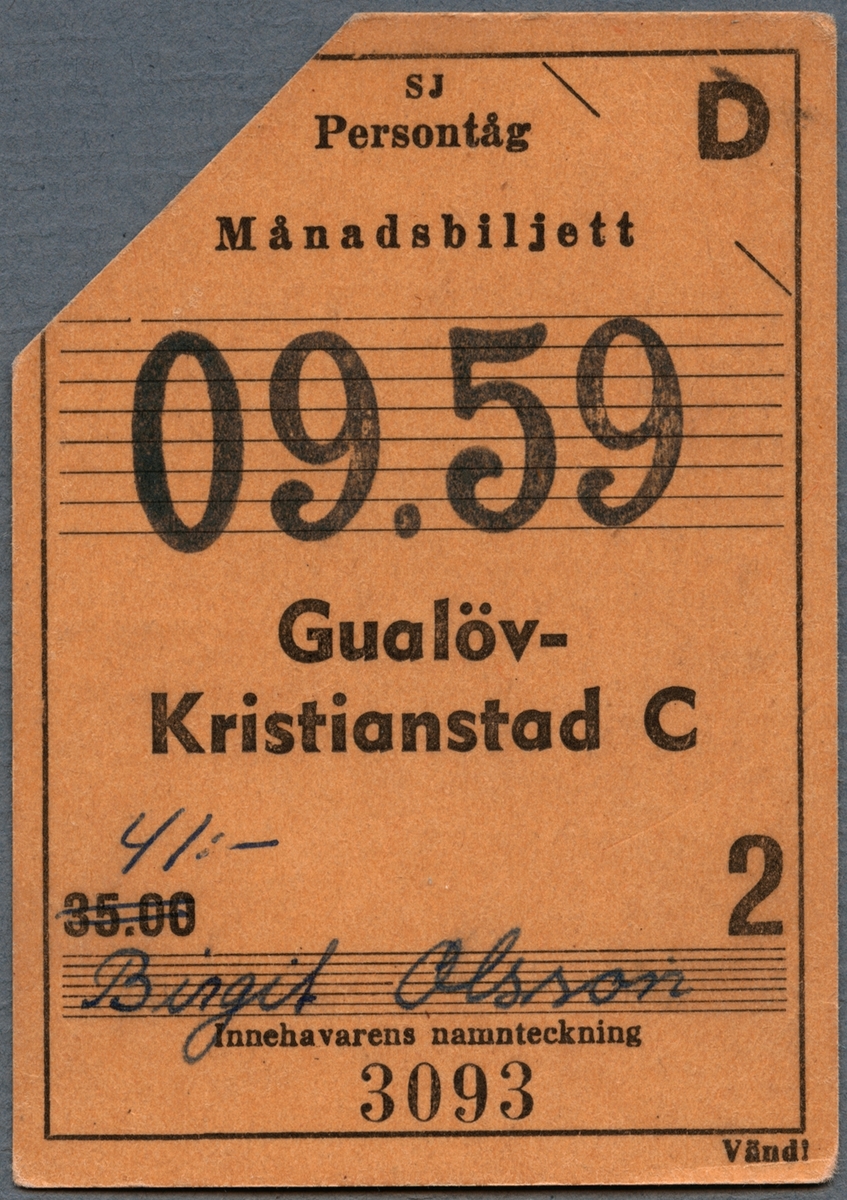 SJ
Persontåg
D
Månadsbiljett
09.59
Gualöv-
Kristianstad C
41:-
35.00
2
Birgit Olsson
Innehavarens namnteckning
3093
Vänd!